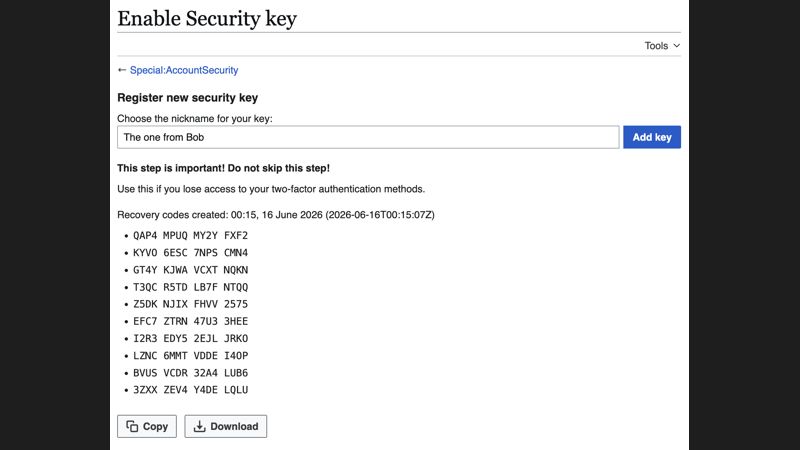 Enable Security key
Tools
← Special:AccountSecurity
Register new security key
Choose the nickname for your key:
The one from Bob
Add key
This step is important! Do not skip this step!
Use this if you lose access to your two-factor authentication methods.
Recovery codes created: 00:15, 16 June 2026 (2026-06-16T00:15:07Z)
• QAP4 MPUQ MY2Y FXF2
• KYVO 6ESC 7NPS CMN4
• GT4Y KJWA VCXT NQKN
• T3QC R5TD LB7F NTQQ
• Z5DK NJIX FHVV 2575
• EFC7 ZTRN 47U3 3HEE
• I2R3 EDY5 2EJL JRKO
• LZNC 6MMT VDDE I4OP
• BVUS VCDR 32A4 LUB6
• 3ZXX ZEV4 Y4DE LQLU
Copy
Download